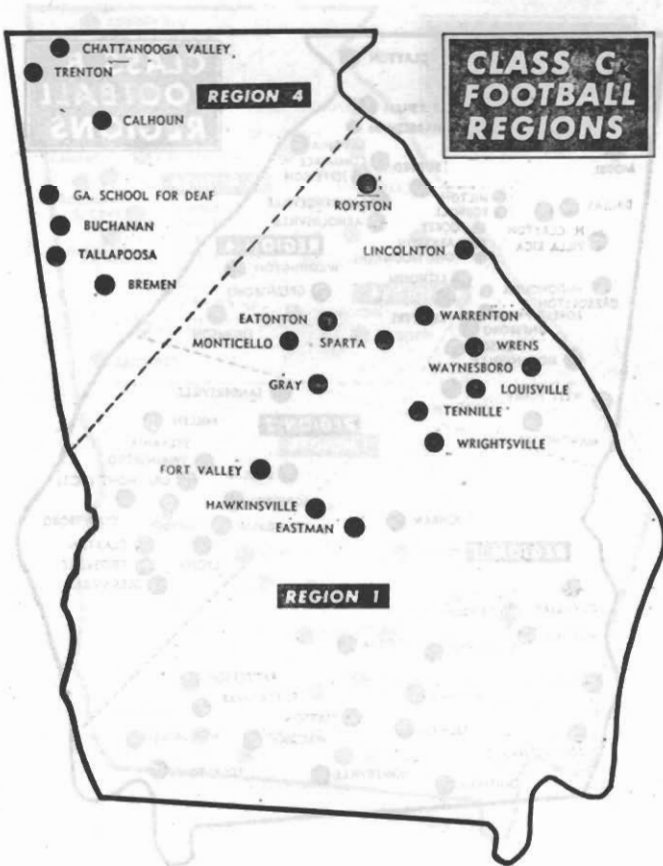 CLASS C
FOOTBALL
REGIONS
CHATTANOOGA VALLEY
TRENTON
REGION 4
CALHOUN
GA. SCHOOL FOR DEAF
ROYSTON
BUCHANAN
LINCOLNTON
TALLAPOOSA
BREMEN
EATONTON
WARRENTON
MONTICELLO
SPARTA
WRENS
WAYNESBORO
GRAY
LOUISVILLE
TENNILLE
WRIGHTSVILLE
FORT VALLEY
HAWKINSVILLE
EASTMAN
REGION 1